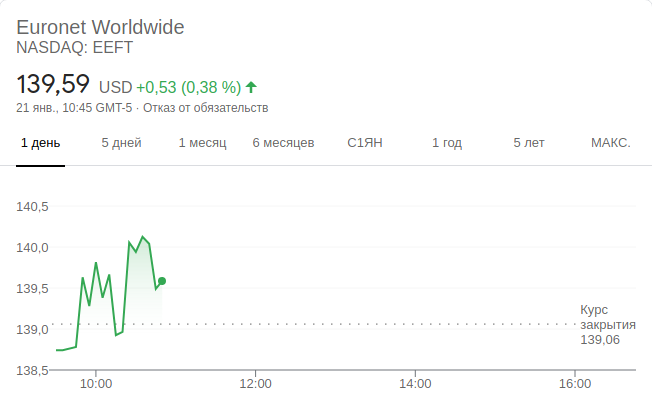 Euronet Worldwide
NASDAQ: EEFT
139,59 USD +0,53 (0,38 %)
21 янв., 10:45 GMT-5 · Отказ от обязательств
1 день 5 дней 1 месяц 6 месяцев С1ЯН 1 год 5 лет МАКС.
140,5
140,0
139,5
139,0
138,5
Курс
закрытия
139,06
10:00 12:00 14:00 16:00